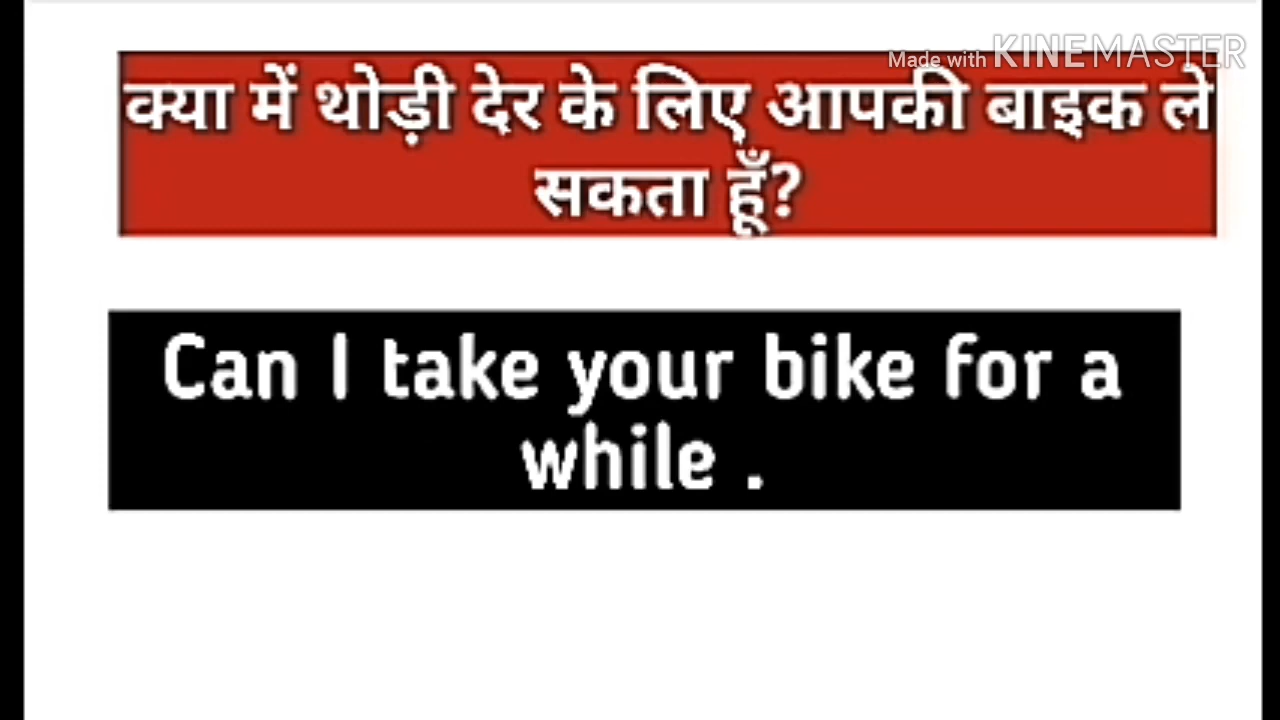 Made with KINEMASTER
क्या में थोड़ी देर के लिए आपकी बाइक ले
सकता हूँ?
Can I take your bike for a
while .